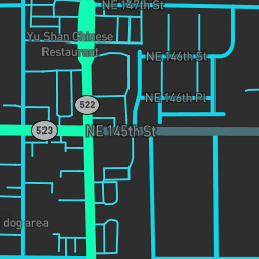 NE 147th St
Yu Shan Chinese
Restaurant
NE 146th St
NE 146th Pl
522
523
NE 145th St
dog area